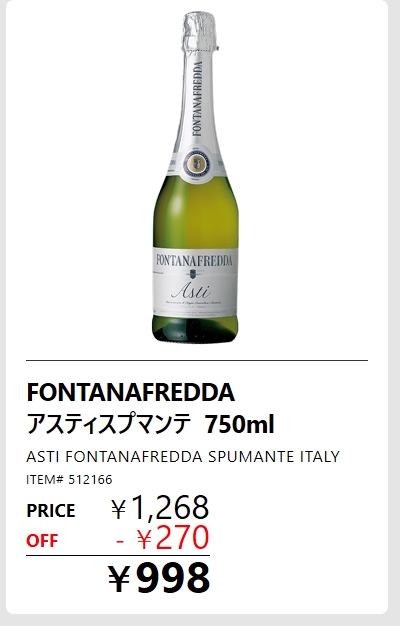 FONTANAFREDDA
FONTANAFREDDA
Asti
FONTANAFREDDA
アスティスプマンテ 750ml
ASTI FONTANAFREDDA SPUMANTE ITALY
ITEM# 512166
PRICE ￥1,268
OFF - ￥270
￥998